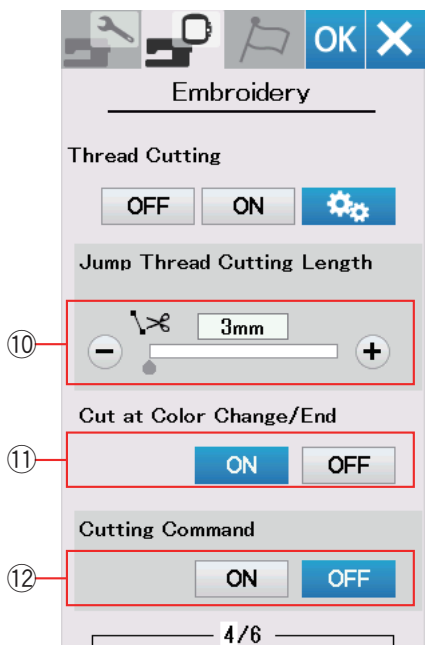 OK X
Embroidery
Thread Cutting
OFF ON
Jump Thread Cutting Length
⑩ 3mm
− +
Cut at Color Change/End
⑪ ON OFF
Cutting Command
⑫ ON OFF
4/6